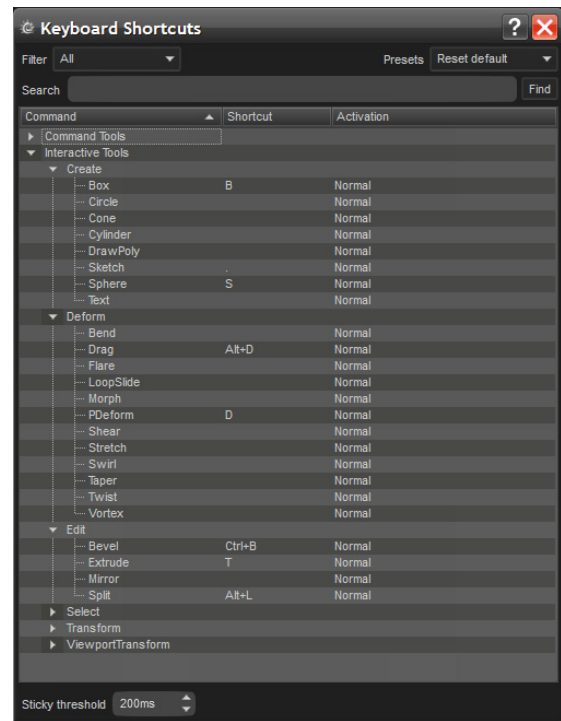 Keyboard Shortcuts ?
Filter All Presets Reset default
Search Find
Command Shortcut Activation
Command Tools
Interactive Tools
Create
Box B Normal
Circle Normal
Cone Normal
Cylinder Normal
DrawPoly Normal
Sketch . Normal
Sphere S Normal
Text Normal
Deform
Bend Normal
Drag Alt+D Normal
Flare Normal
LoopSlide Normal
Morph Normal
PDeform D Normal
Shear Normal
Stretch Normal
Swirl Normal
Taper Normal
Twist Normal
Vortex Normal
Edit
Bevel Ctrl+B Normal
Extrude T Normal
Mirror Normal
Split Alt+L Normal
Select
Transform
ViewportTransform
Sticky threshold 200ms